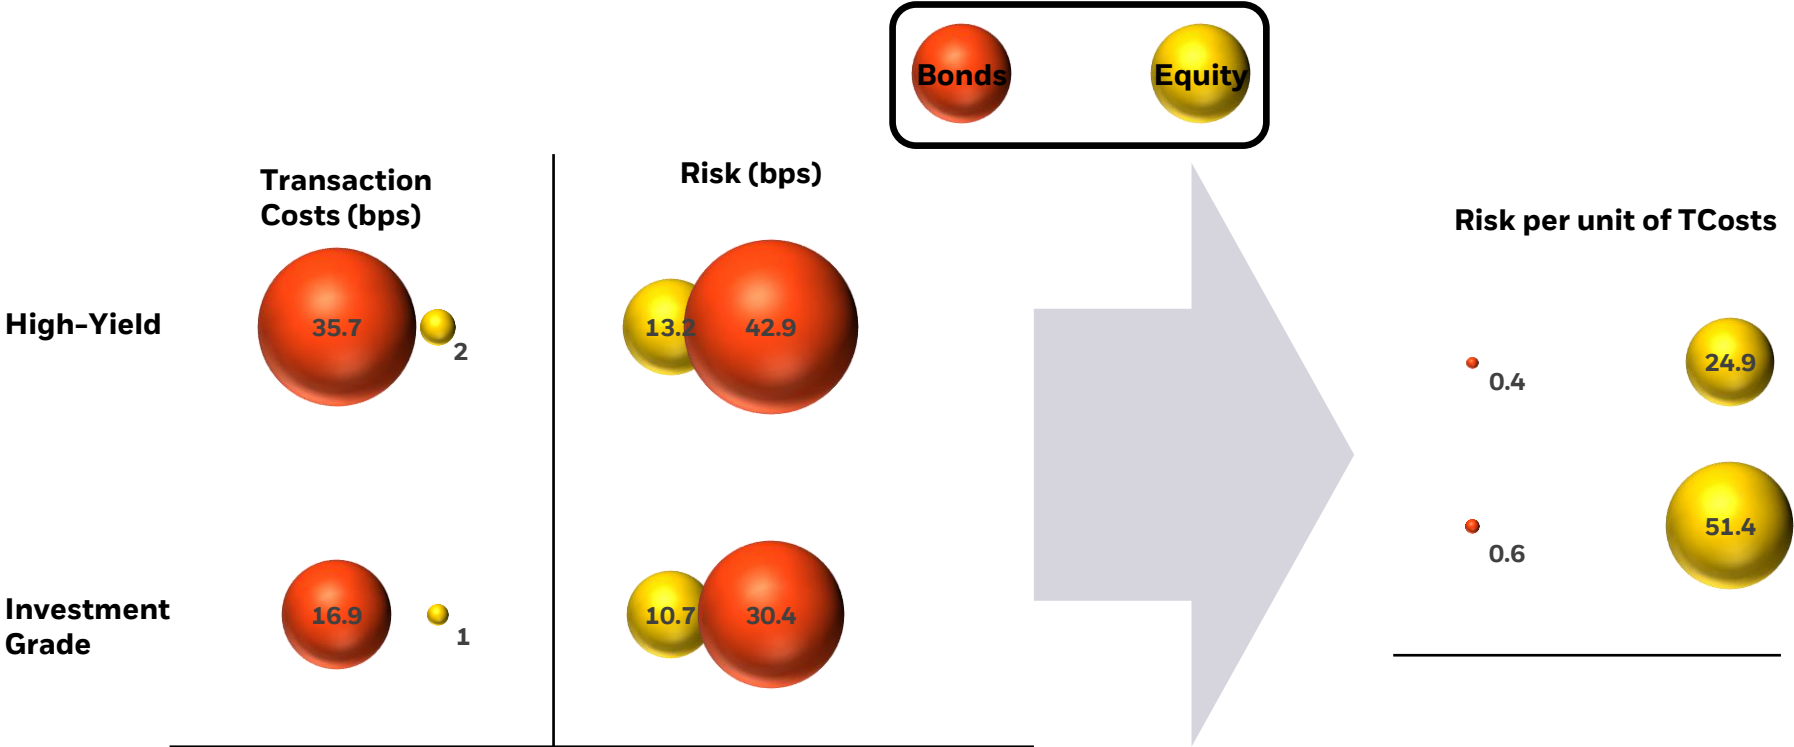 Bonds
Equity
Transaction
Costs (bps)
Risk (bps)
Risk per unit of TCosts
High-Yield
35.7
2
13.2
42.9
0.4
24.9
Investment
Grade
16.9
1
10.7
30.4
0.6
51.4